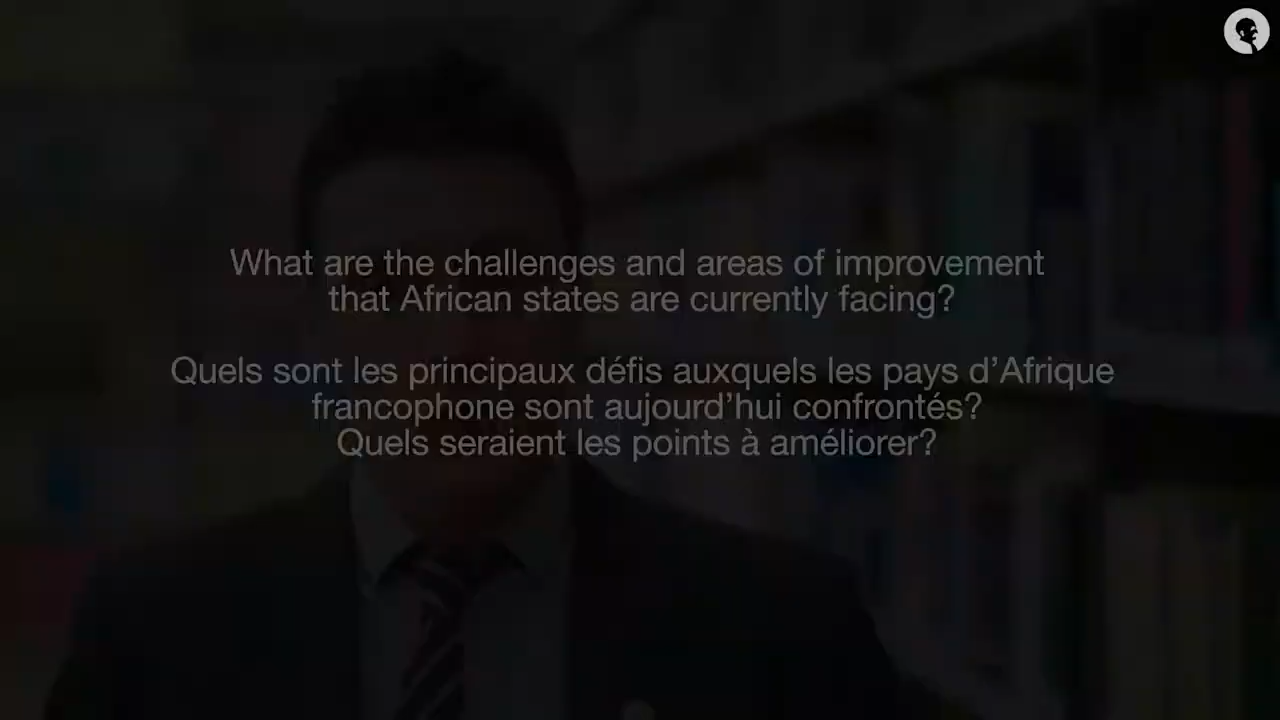 What are the challenges and areas of improvement
that African states are currently facing?
Quels sont les principaux défis auxquels les pays d’Afrique
francophone sont aujourd’hui confrontés?
Quels seraient les points à améliorer?